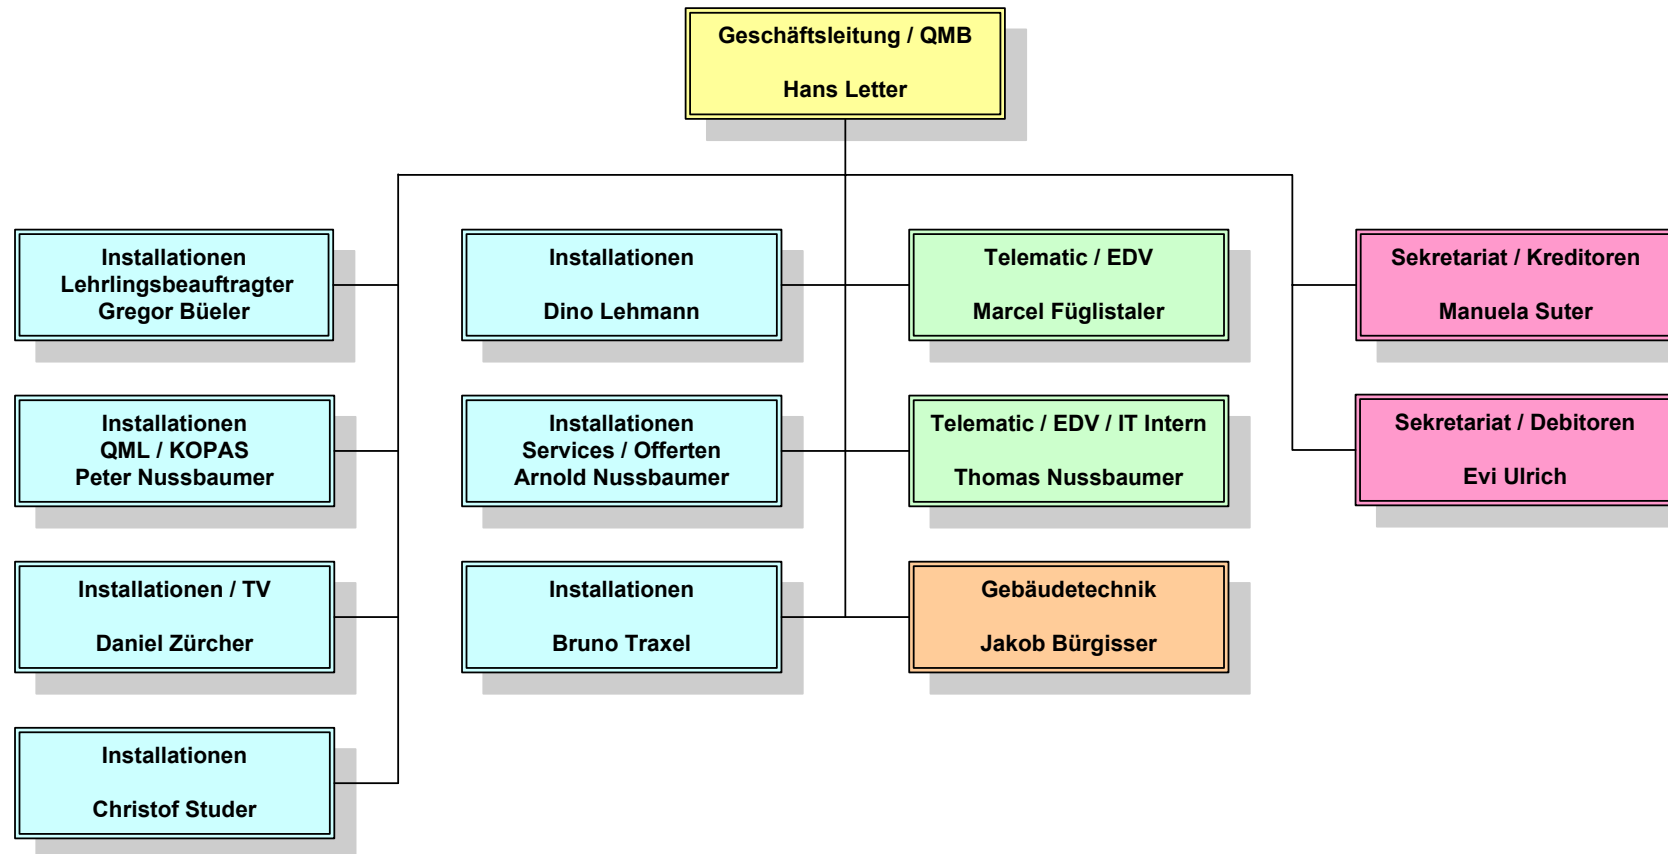 Geschäftsleitung / QMB
Hans Letter
Installationen
Lehrlingsbeauftragter
Gregor Büeler
Installationen
Dino Lehmann
Telematic / EDV
Marcel Füglistaler
Sekretariat / Kreditoren
Manuela Suter
Installationen
QML / KOPAS
Peter Nussbaumer
Installationen
Services / Offerten
Arnold Nussbaumer
Telematic / EDV / IT Intern
Thomas Nussbaumer
Sekretariat / Debitoren
Evi Ulrich
Installationen / TV
Daniel Zürcher
Installationen
Bruno Traxel
Gebäudetechnik
Jakob Bürgisser
Installationen
Christof Studer